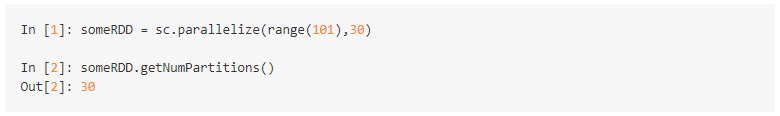 In [1]: someRDD = sc.parallelize(range(101),30)
In [2]: someRDD.getNumPartitions()
Out[2]: 30